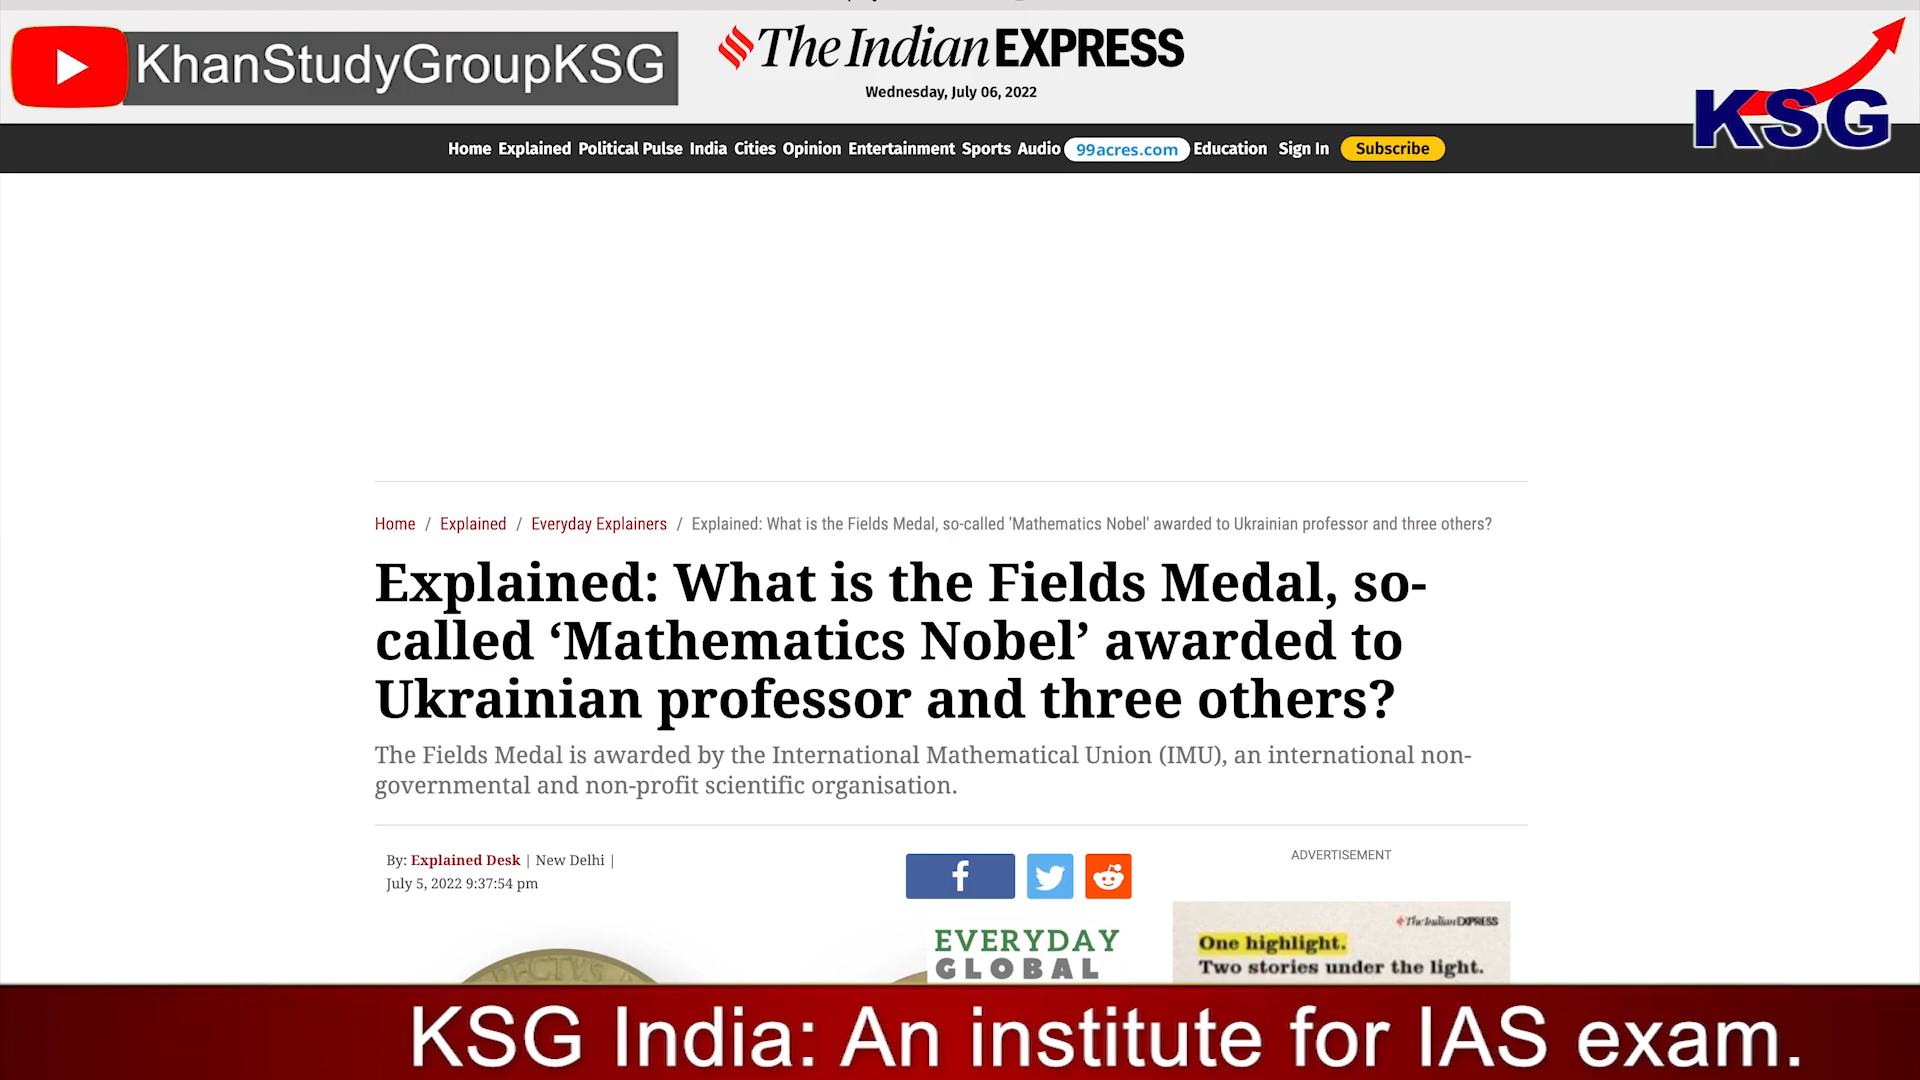 KhanStudyGroupKSG
The Indian EXPRESS
Wednesday, July 06, 2022
KSG
Home Explained Political Pulse India Cities Opinion Entertainment Sports Audio 99acres.com Education Sign In Subscribe
Home / Explained / Everyday Explainers / Explained: What is the Fields Medal, so-called 'Mathematics Nobel' awarded to Ukrainian professor and three others?
Explained: What is the Fields Medal, so-
called ‘Mathematics Nobel’ awarded to
Ukrainian professor and three others?
The Fields Medal is awarded by the International Mathematical Union (IMU), an international non-
governmental and non-profit scientific organisation.
By: Explained Desk | New Delhi |
July 5, 2022 9:37:54 pm
ADVERTISEMENT
EVERYDAY
GLOBAL
The Indian EXPRESS
One highlight.
Two stories under the light.
KSG India: An institute for IAS exam.